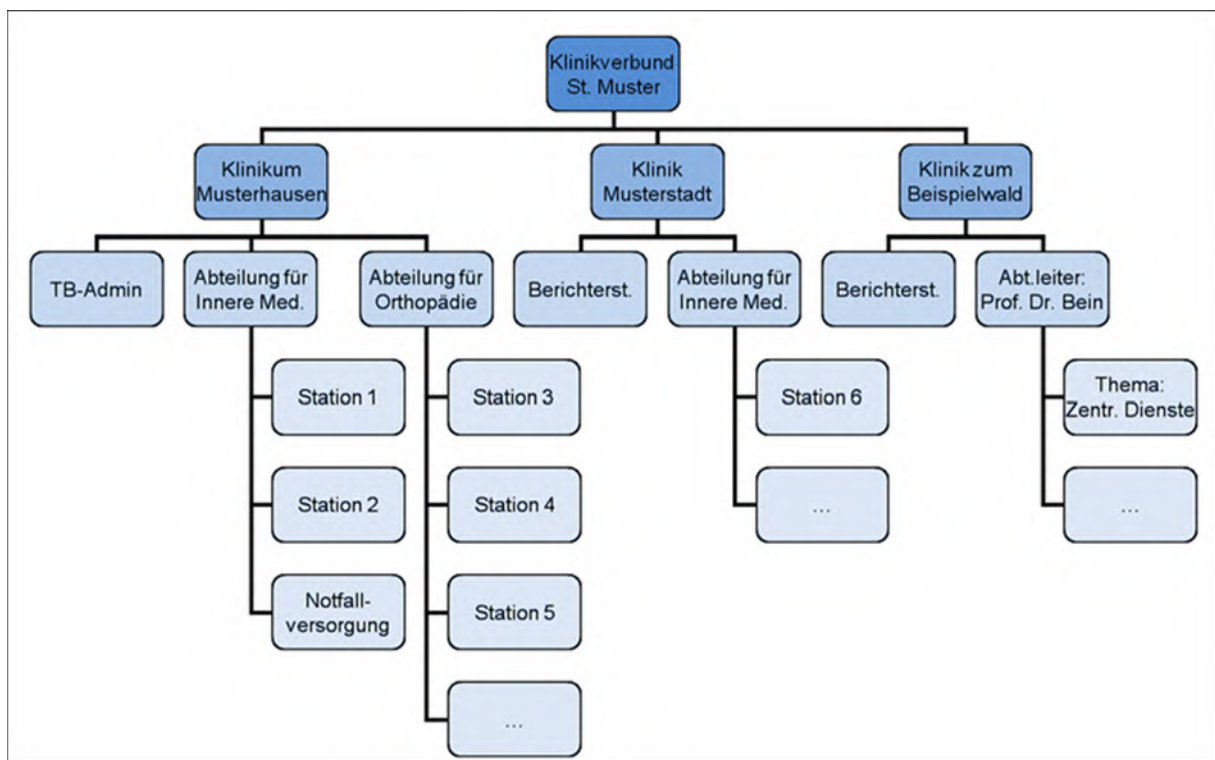 Klinikverbund
St. Muster
Klinikum
Musterhausen
Klinik
Musterstadt
Klinik zum
Beispielwald
TB-Admin
Abteilung für
Innere Med.
Abteilung für
Orthopädie
Berichterst.
Abteilung für
Innere Med.
Berichterst.
Abt.leiter:
Prof. Dr. Bein
Station 1
Station 3
Station 6
Thema:
Zentr. Dienste
Station 2
Station 4
...
...
Notfall-
versorgung
Station 5
...